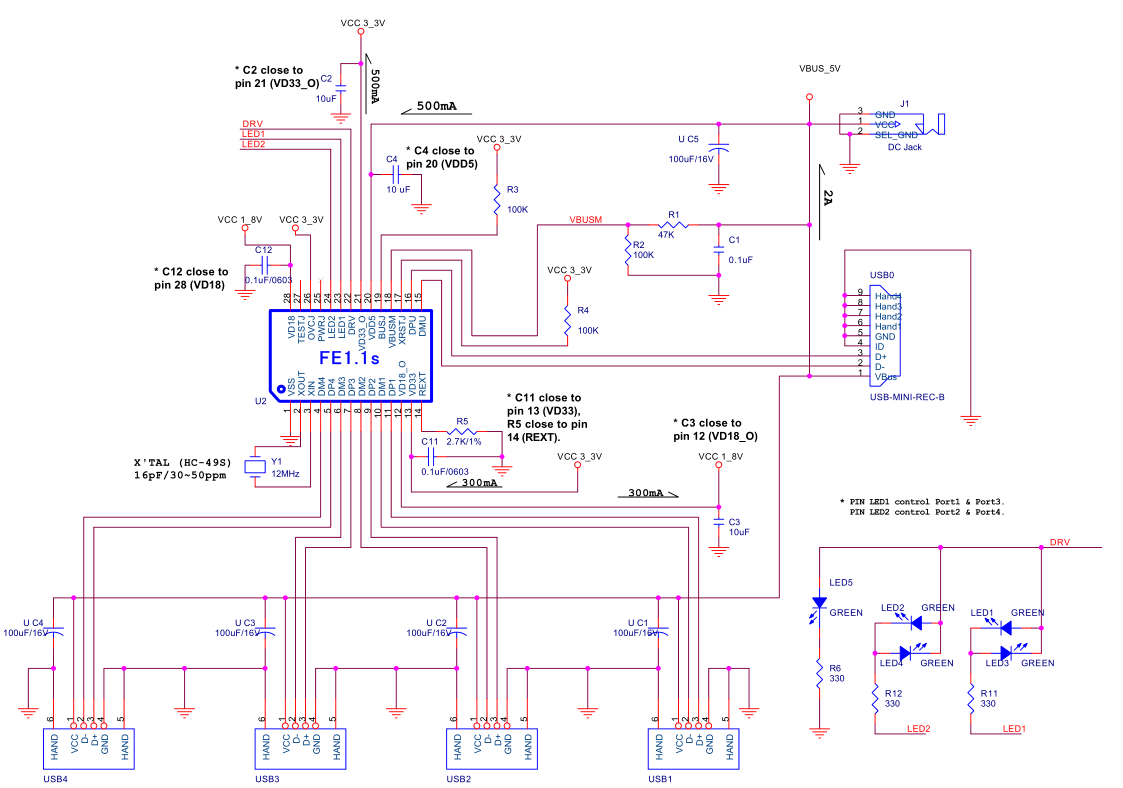 VCC 3_3V
* C2 close to
pin 21 (VD33_O)
C2
10uF
500mA
500mA
VBUS_5V
DRV
LED1
LED2
J1
3
GND
1
VCC
2
SEL_GND
DC Jack
U C5
100uF/16V
* C4 close to
pin 20 (VDD5)
C4
10 uF
VCC 3_3V
R3
100K
2A
VCC 1_8V
VCC 3_3V
VBUSM
R1
47K
R2
100K
C1
0.1uF
C12
0.1uF/0603
* C12 close to
pin 28 (VD18)
VCC 3_3V
R4
100K
USB0
9 Hand4
8 Hand3
7 Hand2
6 Hand1
5 GND
4 ID
3 D+
2 D-
1 VBus
USB-MINI-REC-B
28 27 26 25 24 23 22 21 20 19 18 17 16 15
VD18 TESTJ OVCJ PWRJ LED2 LED1 DRV VD33_O VDD5 BUSJ VBUSM XRSTJ DPU DMU
FE1.1s
VSS XOUT XIN DM4 DP4 DM3 DP3 DM2 DP2 DM1 DP1 VD18_O VD33 REXT
U2
1 2 3 4 5 6 7 8 9 10 11 12 13 14
* C11 close to
pin 13 (VD33),
R5 close to pin
14 (REXT).
R5
2.7K/1%
C11
0.1uF/0603
300mA
VCC 3_3V
* C3 close to
pin 12 (VD18_O)
VCC 1_8V
300mA
C3
10uF
X'TAL (HC-49S)
16pF/30~50ppm
Y1
12MHz
* PIN LED1 control Port1 & Port3.
PIN LED2 control Port2 & Port4.
DRV
LED5
GREEN
LED2
GREEN
LED4
GREEN
LED1
GREEN
LED3
GREEN
R6
330
R12
330
R11
330
LED2
LED1
U C4
100uF/16V
U C3
100uF/16V
U C2
100uF/16V
U C1
100uF/16V
6 1 2 3 4 5
HAND VCC D- D+ GND HAND
USB4
6 1 2 3 4 5
HAND VCC D- D+ GND HAND
USB3
6 1 2 3 4 5
HAND VCC D- D+ GND HAND
USB2
6 1 2 3 4 5
HAND VCC D- D+ GND HAND
USB1